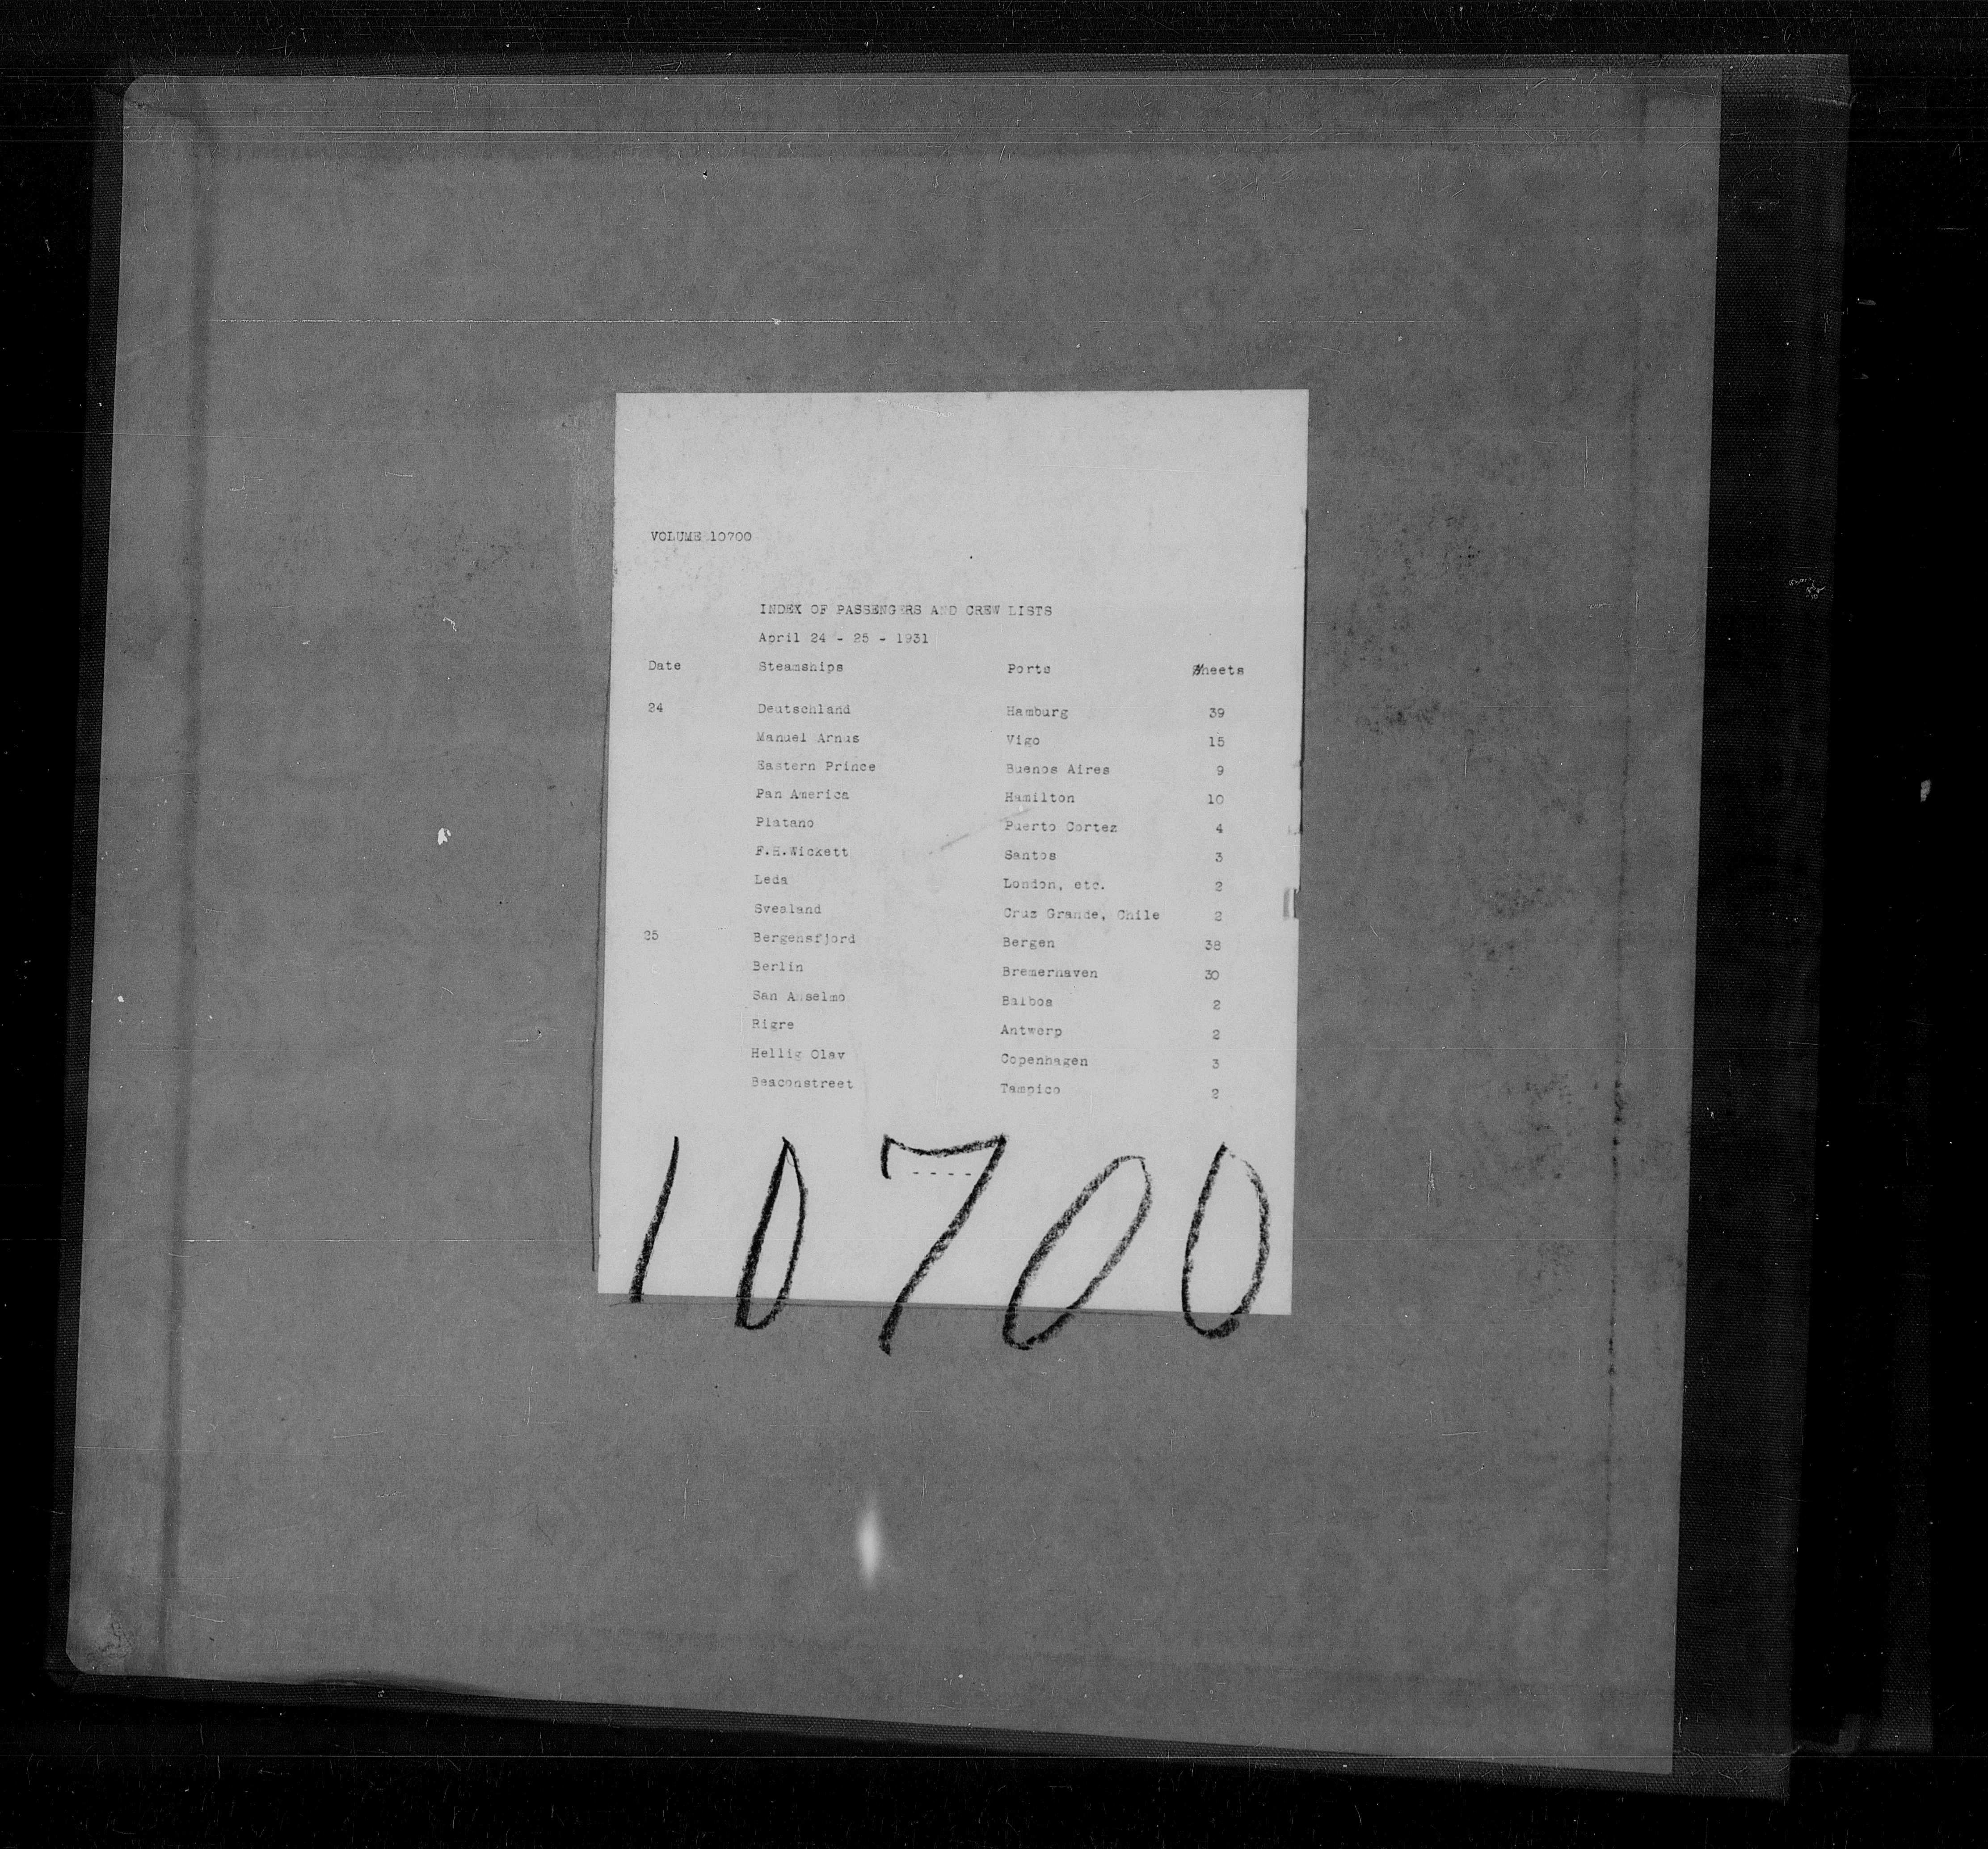 VOLUME 10700
INDEX OF PASSENGERS AND CREW LISTS
April 24 - 25 - 1931
Date Steamships Ports Sheets
24 Deutschland Hamburg 39
Manuel Arnus Vigo 15
Eastern Prince Buenos Aires 9
Pan America Hamilton 10
Platano Puerto Cortez 4
F.H.Wickett Santos 3
Leda London, etc. 2
Svealand Cruz Grande, Chile 2
25 Bergensfjord Bergen 38
Berlin Bremerhaven 30
San Anselmo Balboa 2
Rigre Antwerp 2
Hellig Olav Copenhagen 3
Beaconstreet Tampico 2
-----
10700